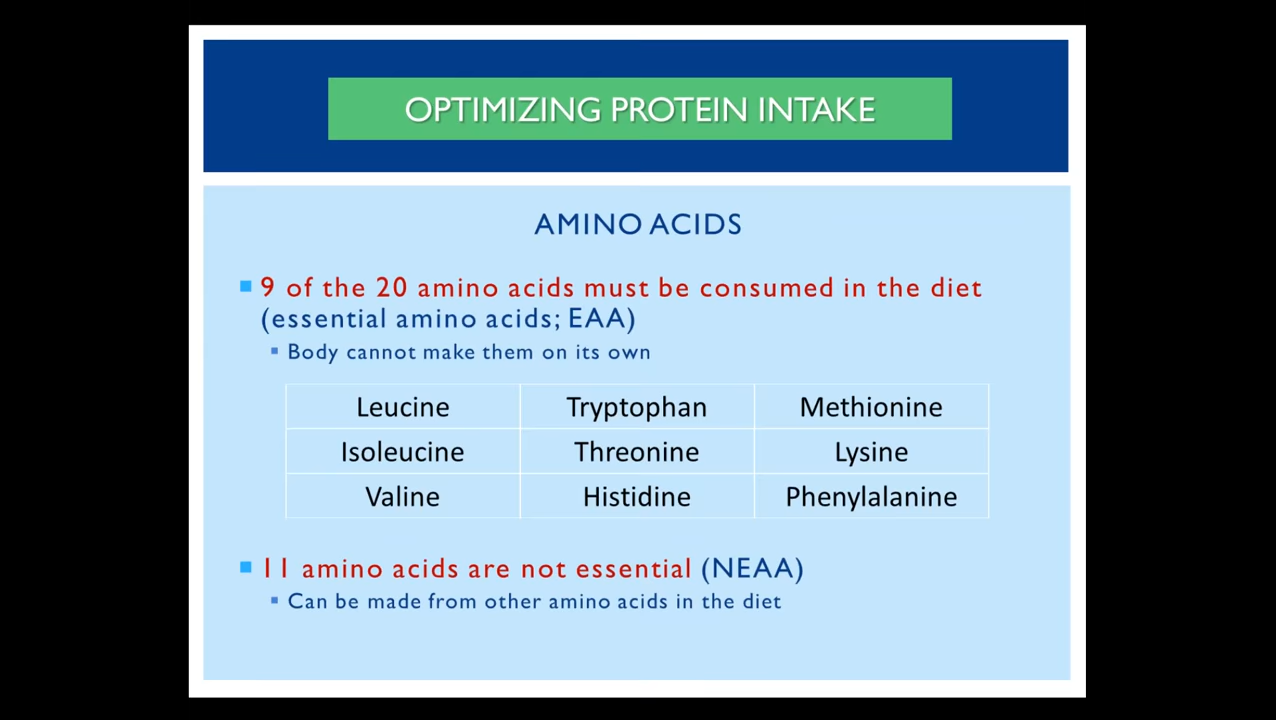 OPTIMIZING PROTEIN INTAKE
AMINO ACIDS
9 of the 20 amino acids must be consumed in the diet
(essential amino acids; EAA)
Body cannot make them on its own
Leucine Tryptophan Methionine
Isoleucine Threonine Lysine
Valine Histidine Phenylalanine
11 amino acids are not essential (NEAA)
Can be made from other amino acids in the diet